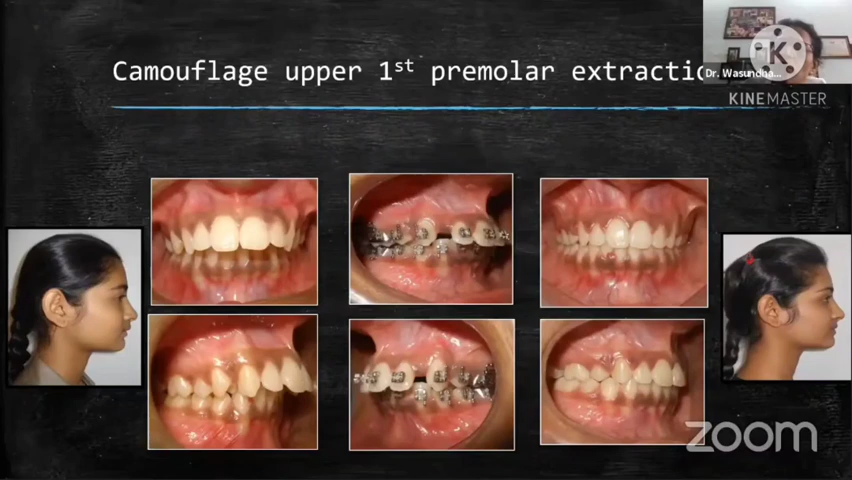 Camouflage upper 1st premolar extractio
Dr. Wasundha...
K
KINEMASTER
zoom